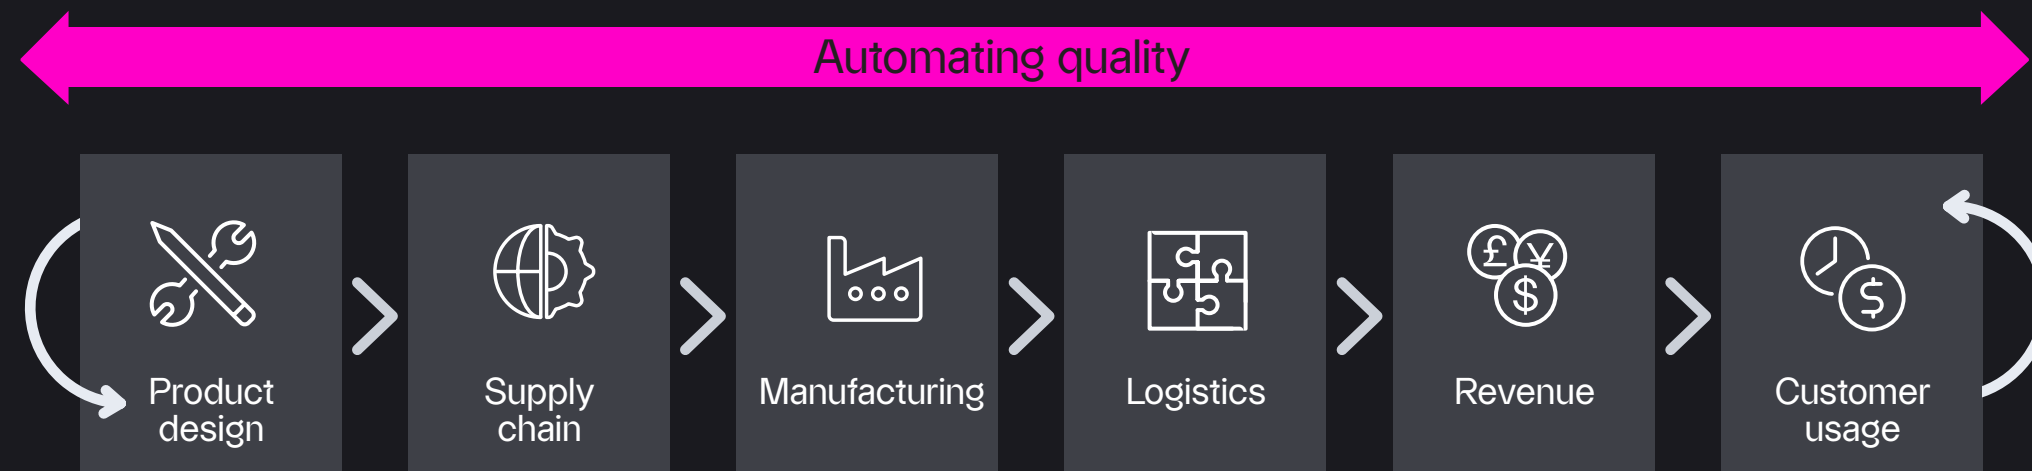 Automating quality
Product
design
Supply
chain
Manufacturing
Logistics
Revenue
Customer
usage
£
¥
$
$